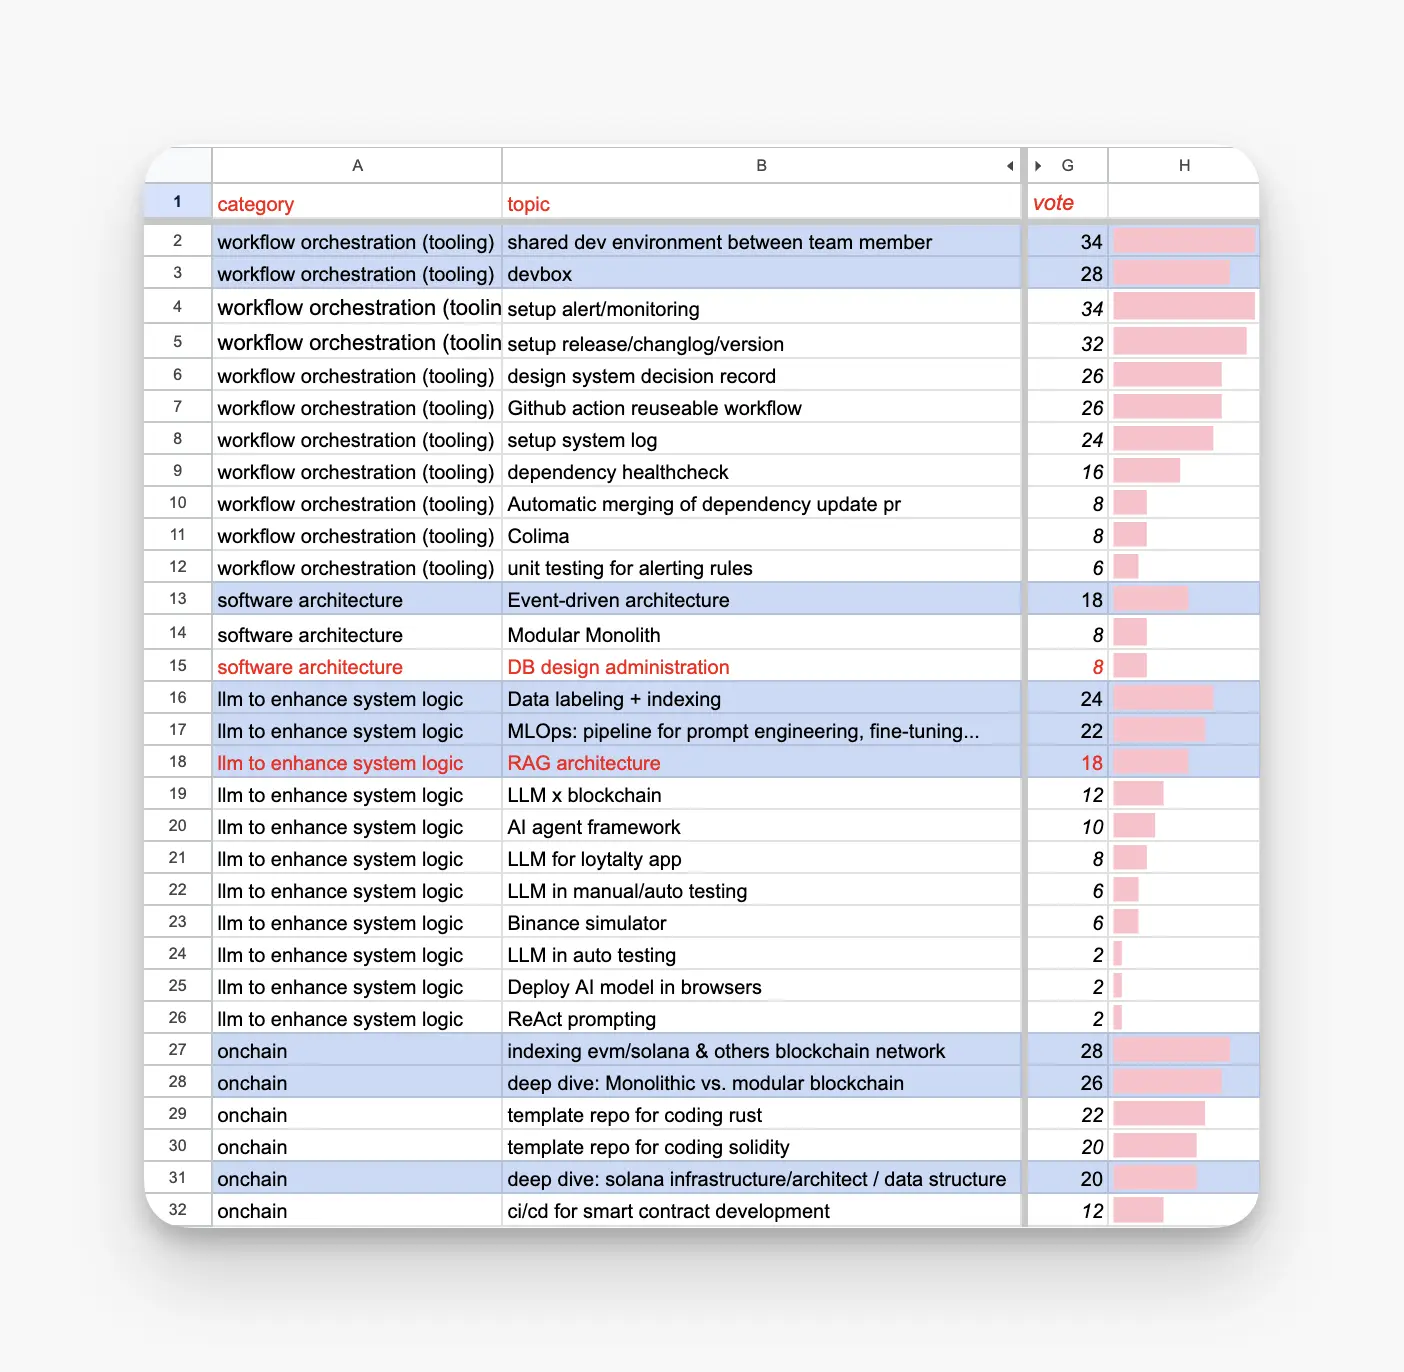 A B G H
1 category topic vote
2 workflow orchestration (tooling) shared dev environment between team member 34
3 workflow orchestration (tooling) devbox 28
4 workflow orchestration (toolin setup alert/monitoring 34
5 workflow orchestration (toolin setup release/changlog/version 32
6 workflow orchestration (tooling) design system decision record 26
7 workflow orchestration (tooling) Github action reuseable workflow 26
8 workflow orchestration (tooling) setup system log 24
9 workflow orchestration (tooling) dependency healthcheck 16
10 workflow orchestration (tooling) Automatic merging of dependency update pr 8
11 workflow orchestration (tooling) Colima 8
12 workflow orchestration (tooling) unit testing for alerting rules 6
13 software architecture Event-driven architecture 18
14 software architecture Modular Monolith 8
15 software architecture DB design administration 8
16 llm to enhance system logic Data labeling + indexing 24
17 llm to enhance system logic MLOps: pipeline for prompt engineering, fine-tuning... 22
18 llm to enhance system logic RAG architecture 18
19 llm to enhance system logic LLM x blockchain 12
20 llm to enhance system logic AI agent framework 10
21 llm to enhance system logic LLM for loytalty app 8
22 llm to enhance system logic LLM in manual/auto testing 6
23 llm to enhance system logic Binance simulator 6
24 llm to enhance system logic LLM in auto testing 2
25 llm to enhance system logic Deploy AI model in browsers 2
26 llm to enhance system logic ReAct prompting 2
27 onchain indexing evm/solana & others blockchain network 28
28 onchain deep dive: Monolithic vs. modular blockchain 26
29 onchain template repo for coding rust 22
30 onchain template repo for coding solidity 20
31 onchain deep dive: solana infrastructure/architect / data structure 20
32 onchain ci/cd for smart contract development 12